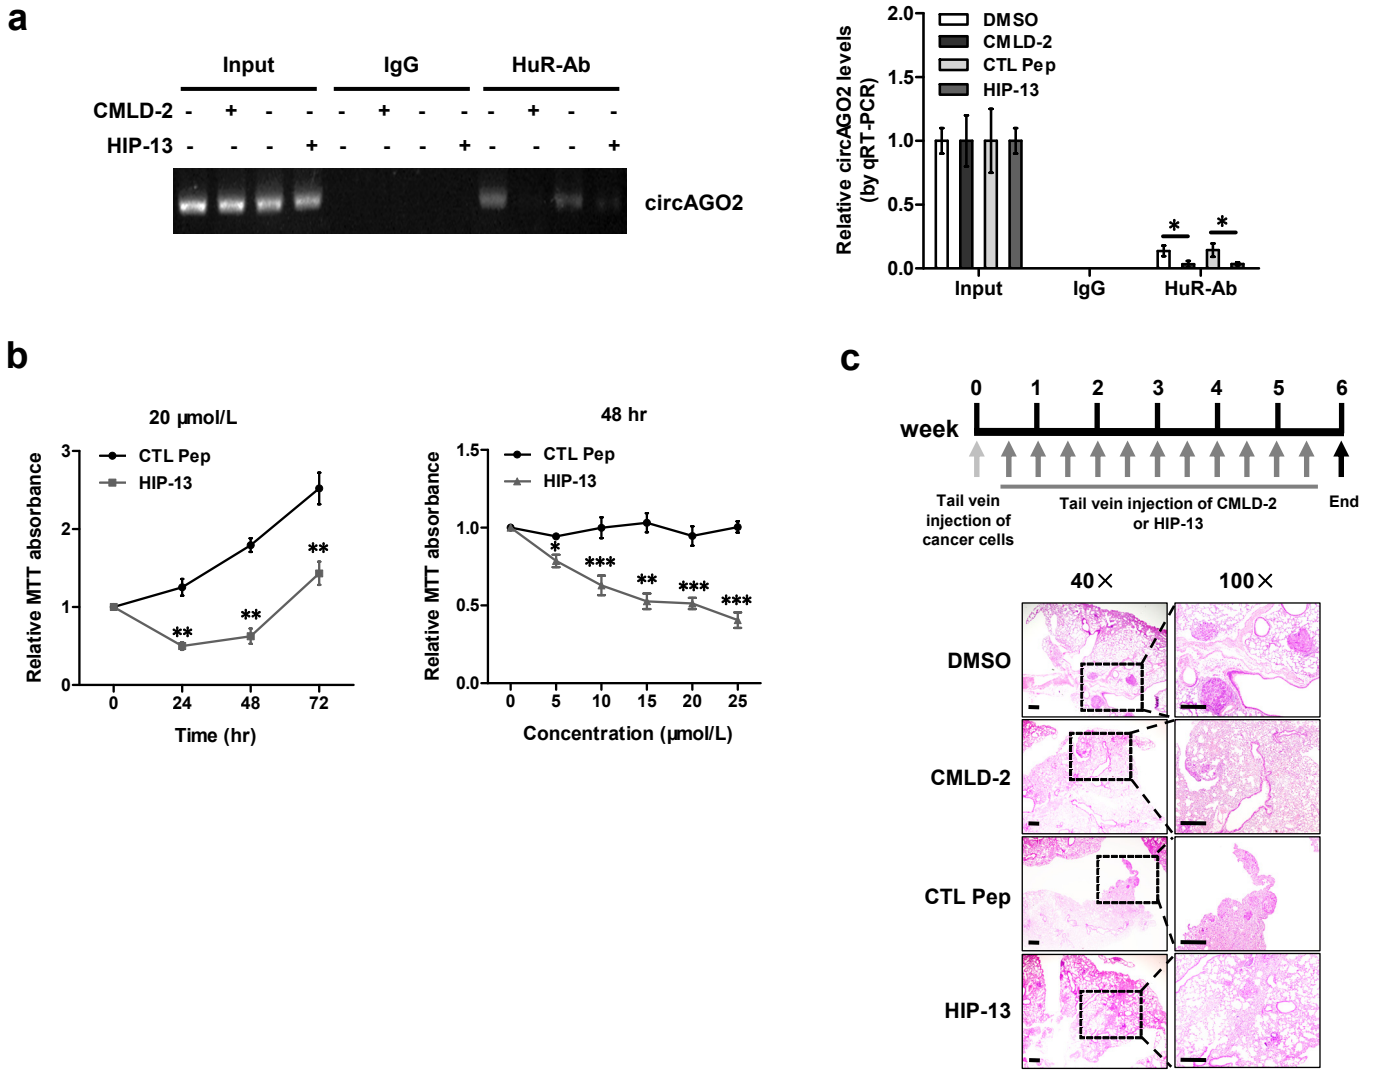 a
Input IgG HuR-Ab
CMLD-2 - + - - - + - - - + - -
HIP-13 - - - + - - - + - - - +
circAGO2
Relative circAGO2 levels
(by qRT-PCR)
2.0
1.5
1.0
0.5
0.0
DMSO
CMLD-2
CTL Pep
HIP-13
* *
Input IgG HuR-Ab
b
20 μmol/L
Relative MTT absorbance
3
2
1
0
CTL Pep
HIP-13
**
**
**
0 24 48 72
Time (hr)
48 hr
Relative MTT absorbance
1.5
1.0
0.5
0.0
CTL Pep
HIP-13
* *** ** *** ***
0 5 10 15 20 25
Concentration (μmol/L)
c
0 1 2 3 4 5 6
week
Tail vein
injection of
cancer cells
Tail vein injection of CMLD-2
or HIP-13
End
40× 100×
DMSO
CMLD-2
CTL Pep
HIP-13